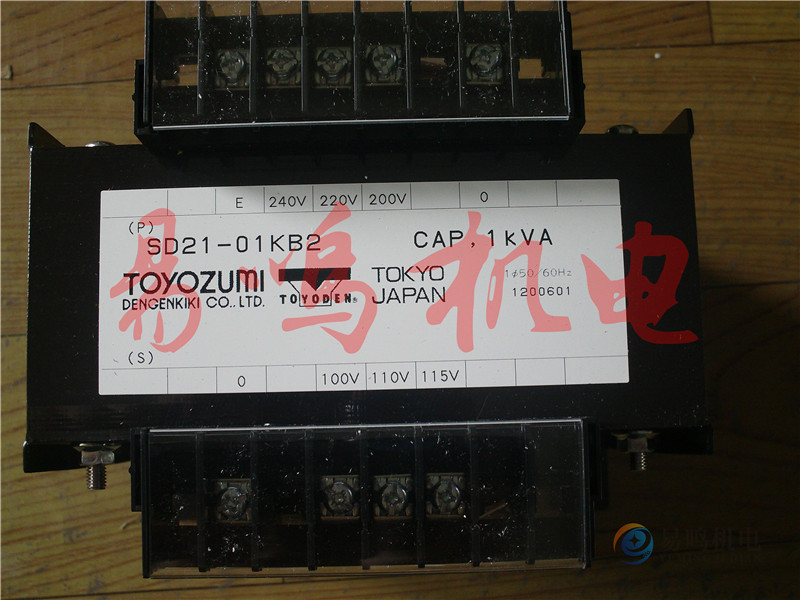 E 240V 220V 200V 0
(P)
SD21-01KB2 CAP, 1kVA
TOYOZUMI
DENGENKIKI CO.,LTD.
TOYODEN®
TOKYO
JAPAN
1ϕ50/60Hz
1200601
易鸣机电
(S)
0 100V 110V 115V